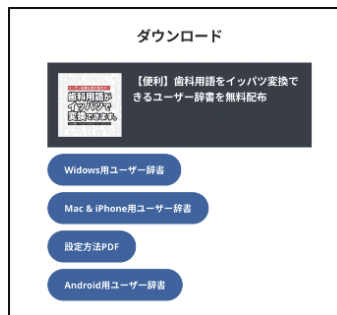 ダウンロード
歯科用語が
イッパツで
変換できます。
【便利】歯科用語をイッパツ変換で
きるユーザー辞書を無料配布
Widows用ユーザー辞書
Mac & iPhone用ユーザー辞書
設定方法PDF
Android用ユーザー辞書